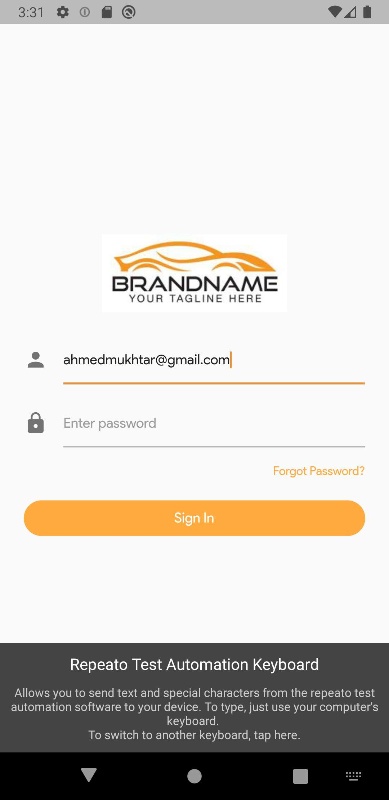 3:31
BRANDNAME
YOUR TAGLINE HERE
ahmedmukhtar@gmail.com
Enter password
Forgot Password?
Sign In
Repeato Test Automation Keyboard
Allows you to send text and special characters from the repeato test
automation software to your device. To type, just use your computer's
keyboard.
To switch to another keyboard, tap here.